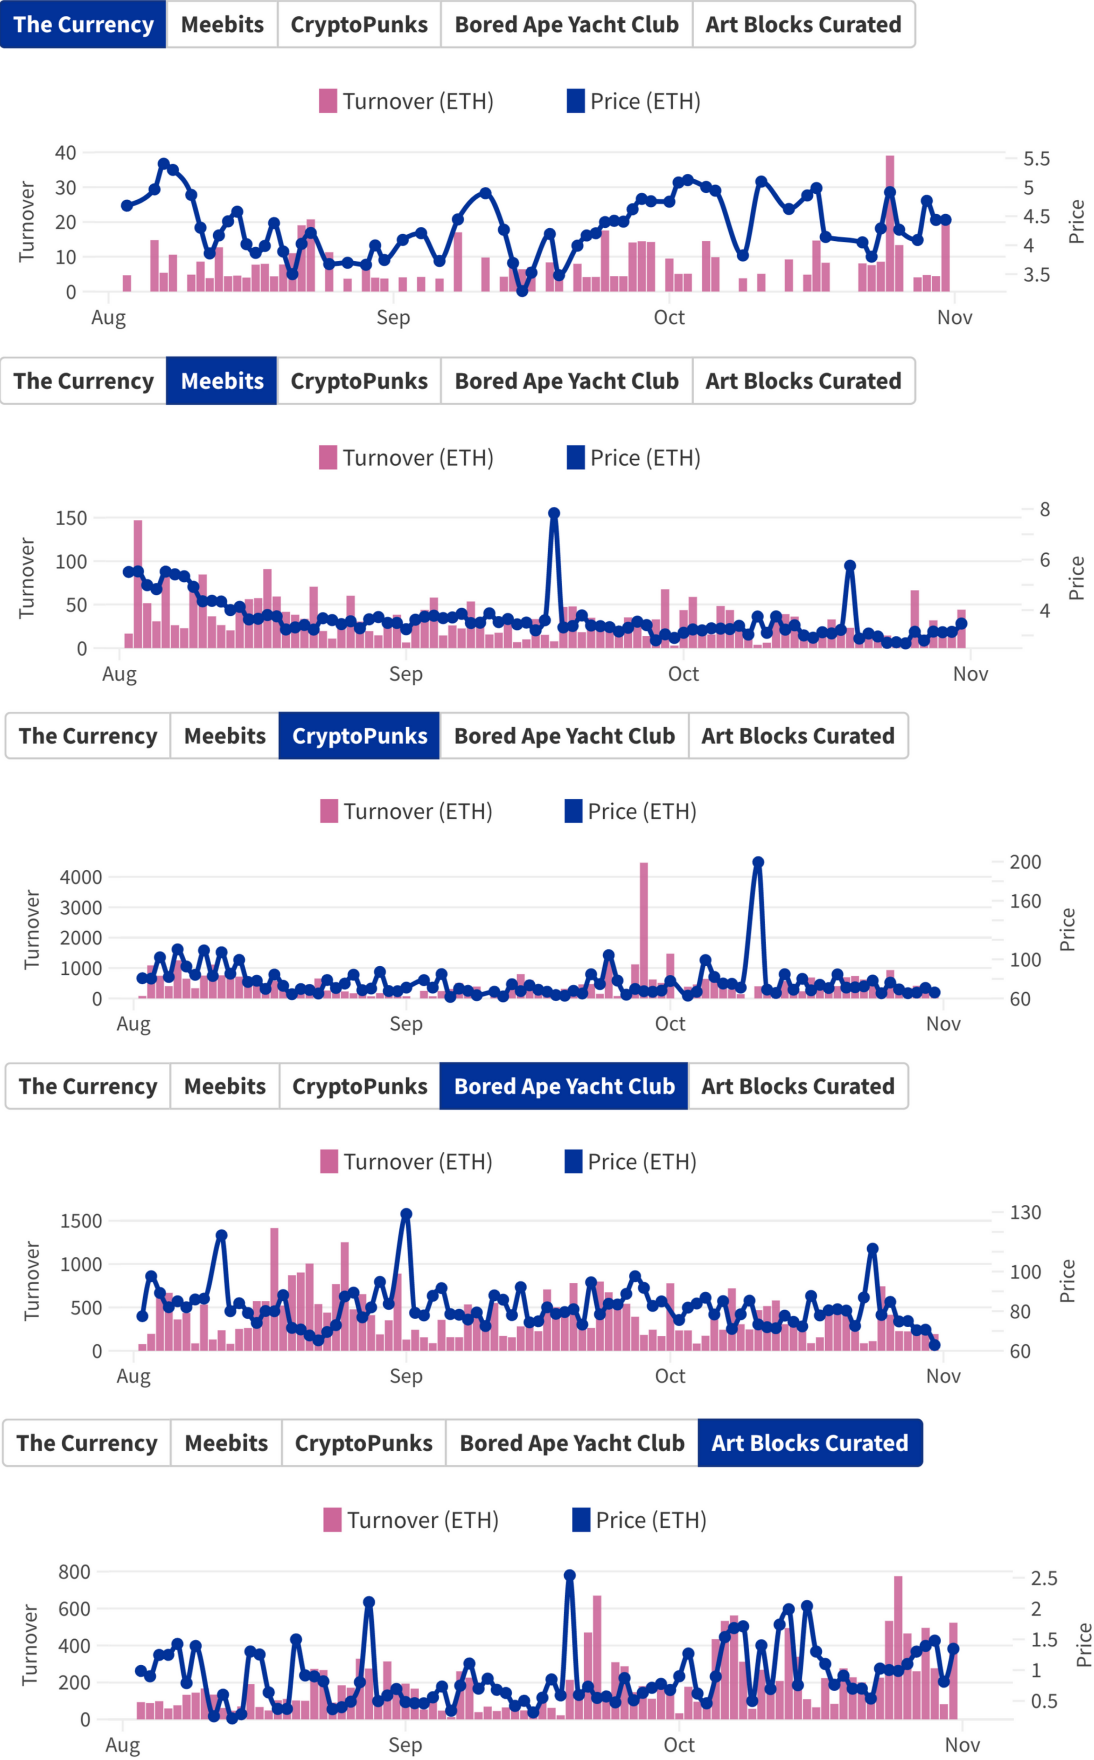 The Currency Meebits CryptoPunks Bored Ape Yacht Club Art Blocks Curated
Turnover (ETH) Price (ETH)
Turnover
40
30
20
10
0
5.5
5
4.5
4
3.5
Price
Aug Sep Oct Nov
The Currency Meebits CryptoPunks Bored Ape Yacht Club Art Blocks Curated
Turnover (ETH) Price (ETH)
Turnover
150
100
50
0
8
6
4
Price
Aug Sep Oct Nov
The Currency Meebits CryptoPunks Bored Ape Yacht Club Art Blocks Curated
Turnover (ETH) Price (ETH)
Turnover
4000
3000
2000
1000
0
200
160
100
60
Price
Aug Sep Oct Nov
The Currency Meebits CryptoPunks Bored Ape Yacht Club Art Blocks Curated
Turnover (ETH) Price (ETH)
Turnover
1500
1000
500
0
130
100
80
60
Price
Aug Sep Oct Nov
The Currency Meebits CryptoPunks Bored Ape Yacht Club Art Blocks Curated
Turnover (ETH) Price (ETH)
Turnover
800
600
400
200
0
2.5
2
1.5
1
0.5
Price
Aug Sep Oct Nov